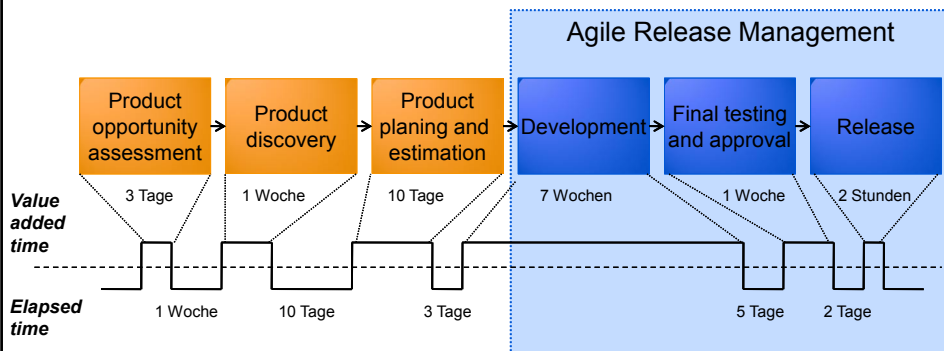 Agile Release Management
Product
opportunity
assessment
Product
discovery
Product
planing and
estimation
Development
Final testing
and approval
Release
3 Tage
1 Woche
10 Tage
7 Wochen
1 Woche
2 Stunden
Value
added
time
Elapsed
time
1 Woche
10 Tage
3 Tage
5 Tage
2 Tage